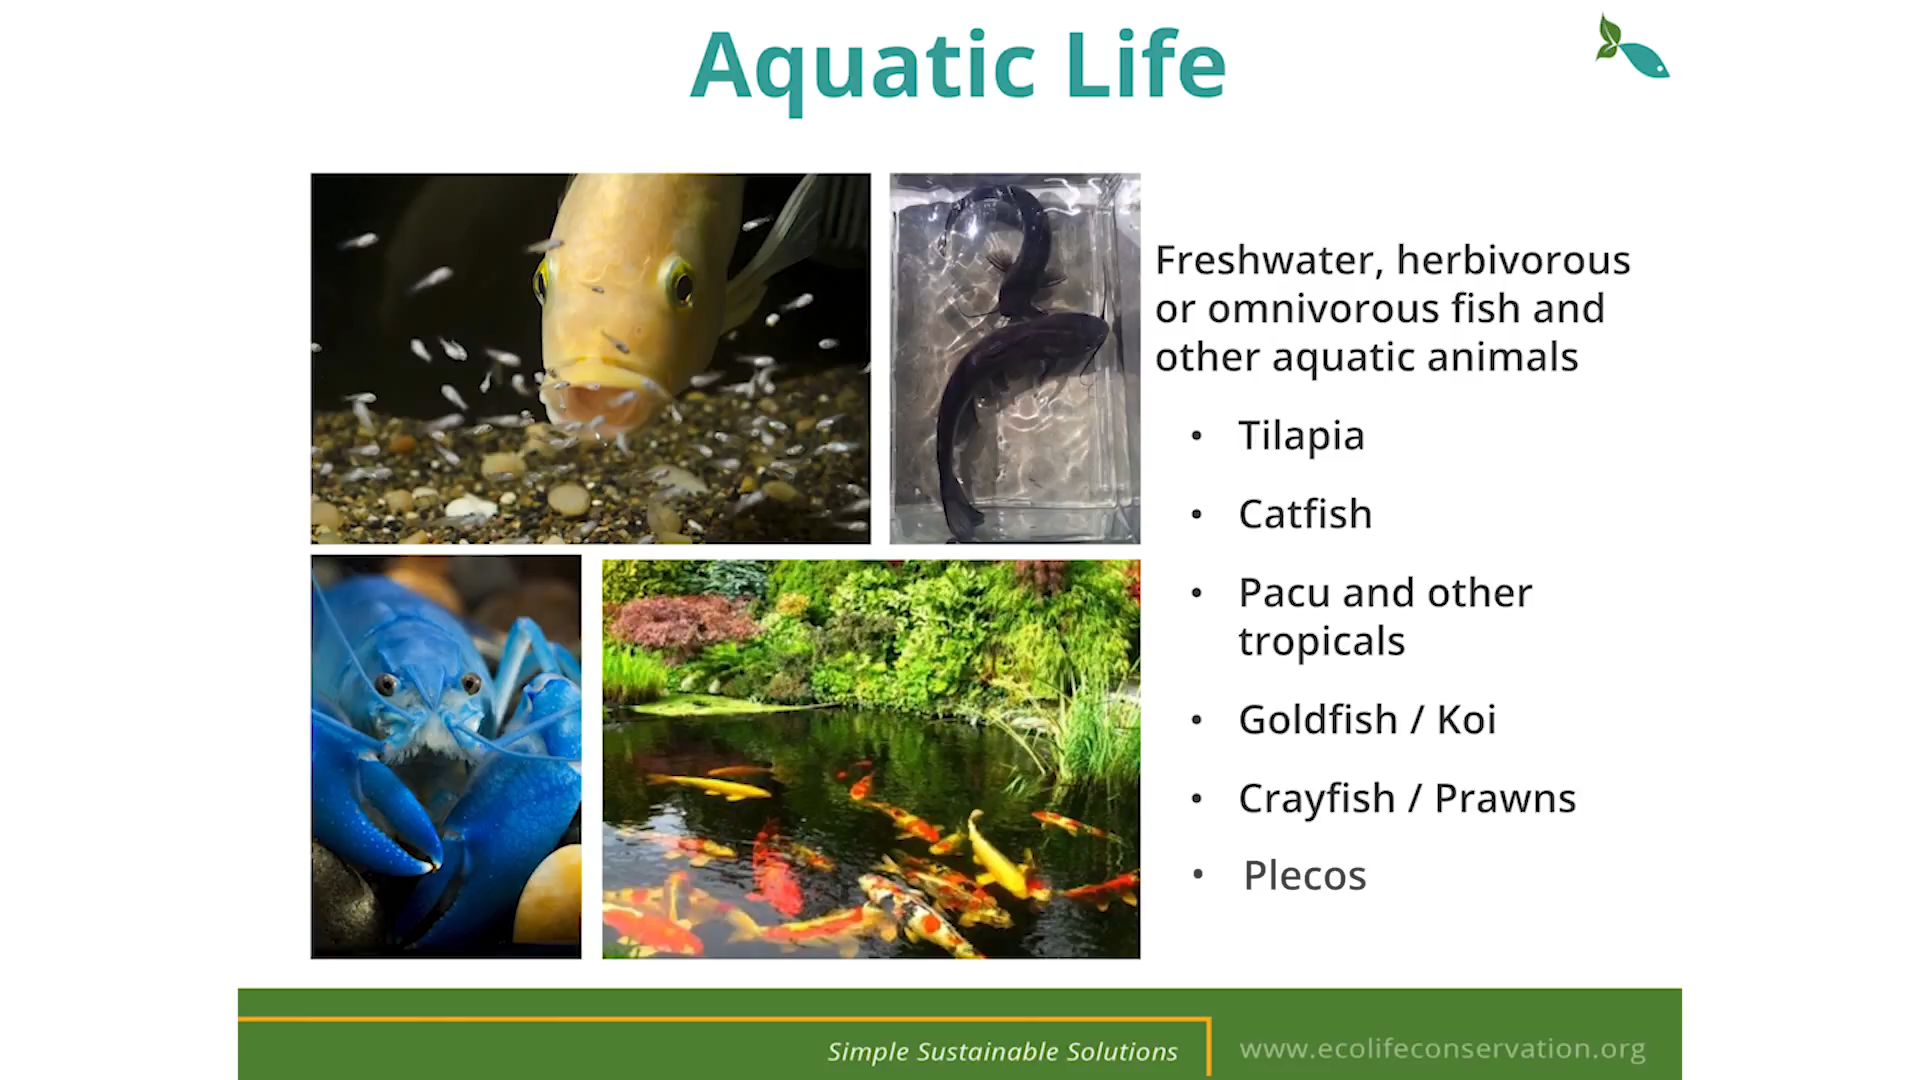 Aquatic Life
Freshwater, herbivorous
or omnivorous fish and
other aquatic animals
• Tilapia
• Catfish
• Pacu and other
tropicals
• Goldfish / Koi
• Crayfish / Prawns
• Plecos
Simple Sustainable Solutions
www.ecolifeconservation.org